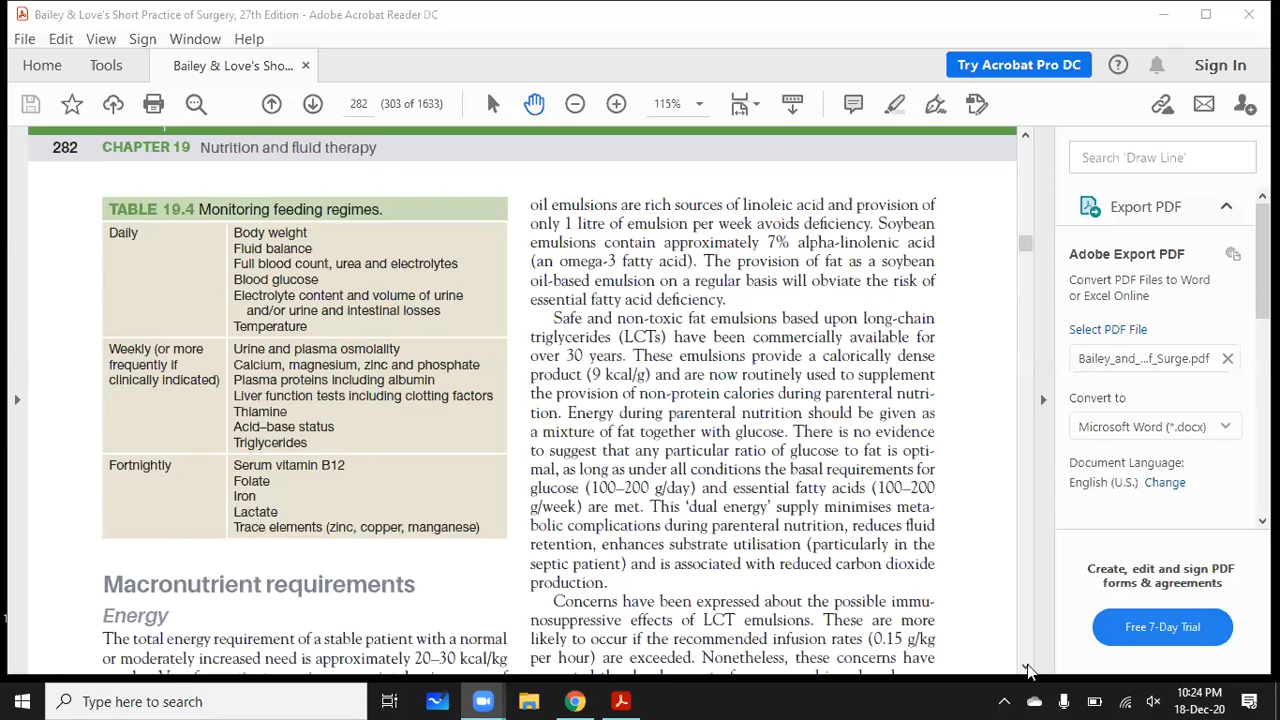 Bailey & Love's Short Practice of Surgery, 27th Edition - Adobe Acrobat Reader DC
File Edit View Sign Window Help
Home Tools Bailey & Love's Sho... × Try Acrobat Pro DC Sign In
282 (303 of 1633) 115%
282 CHAPTER 19 Nutrition and fluid therapy
TABLE 19.4 Monitoring feeding regimes.
Daily Body weight
Fluid balance
Full blood count, urea and electrolytes
Blood glucose
Electrolyte content and volume of urine
and/or urine and intestinal losses
Temperature
Weekly (or more Urine and plasma osmolality
frequently if Calcium, magnesium, zinc and phosphate
clinically indicated) Plasma proteins including albumin
Liver function tests including clotting factors
Thiamine
Acid–base status
Triglycerides
Fortnightly Serum vitamin B12
Folate
Iron
Lactate
Trace elements (zinc, copper, manganese)
Macronutrient requirements
Energy
The total energy requirement of a stable patient with a normal
or moderately increased need is approximately 20–30 kcal/kg
oil emulsions are rich sources of linoleic acid and provision of
only 1 litre of emulsion per week avoids deficiency. Soybean
emulsions contain approximately 7% alpha-linolenic acid
(an omega-3 fatty acid). The provision of fat as a soybean
oil-based emulsion on a regular basis will obviate the risk of
essential fatty acid deficiency.
Safe and non-toxic fat emulsions based upon long-chain
triglycerides (LCTs) have been commercially available for
over 30 years. These emulsions provide a calorically dense
product (9 kcal/g) and are now routinely used to supplement
the provision of non-protein calories during parenteral nutri-
tion. Energy during parenteral nutrition should be given as
a mixture of fat together with glucose. There is no evidence
to suggest that any particular ratio of glucose to fat is opti-
mal, as long as under all conditions the basal requirements for
glucose (100–200 g/day) and essential fatty acids (100–200
g/week) are met. This ‘dual energy’ supply minimises meta-
bolic complications during parenteral nutrition, reduces fluid
retention, enhances substrate utilisation (particularly in the
septic patient) and is associated with reduced carbon dioxide
production.
Concerns have been expressed about the possible immu-
nosuppressive effects of LCT emulsions. These are more
likely to occur if the recommended infusion rates (0.15 g/kg
per hour) are exceeded. Nonetheless, these concerns have
Search 'Draw Line'
Export PDF
Adobe Export PDF
Convert PDF Files to Word
or Excel Online
Select PDF File
Bailey_and_...f_Surge.pdf ×
Convert to
Microsoft Word (*.docx)
Document Language:
English (U.S.) Change
Create, edit and sign PDF
forms & agreements
Free 7-Day Trial
Type here to search
10:24 PM
18-Dec-20